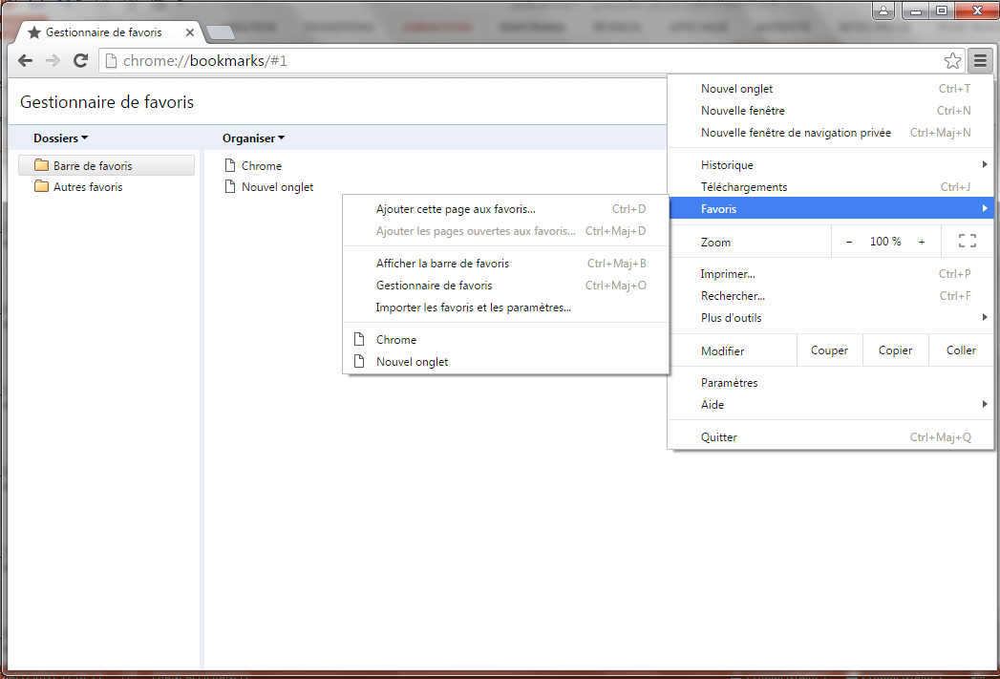 Gestionnaire de favoris
chrome://bookmarks/#1
Gestionnaire de favoris
Dossiers
Organiser
Barre de favoris
Autres favoris
Chrome
Nouvel onglet
Nouvel onglet Ctrl+T
Nouvelle fenêtre Ctrl+N
Nouvelle fenêtre de navigation privée Ctrl+Maj+N
Historique
Téléchargements Ctrl+J
Favoris
Zoom - 100 % +
Imprimer... Ctrl+P
Rechercher... Ctrl+F
Plus d'outils
Modifier Couper Copier Coller
Paramètres
Aide
Quitter Ctrl+Maj+Q
Ajouter cette page aux favoris... Ctrl+D
Ajouter les pages ouvertes aux favoris... Ctrl+Maj+D
Afficher la barre de favoris Ctrl+Maj+B
Gestionnaire de favoris Ctrl+Maj+O
Importer les favoris et les paramètres...
Chrome
Nouvel onglet